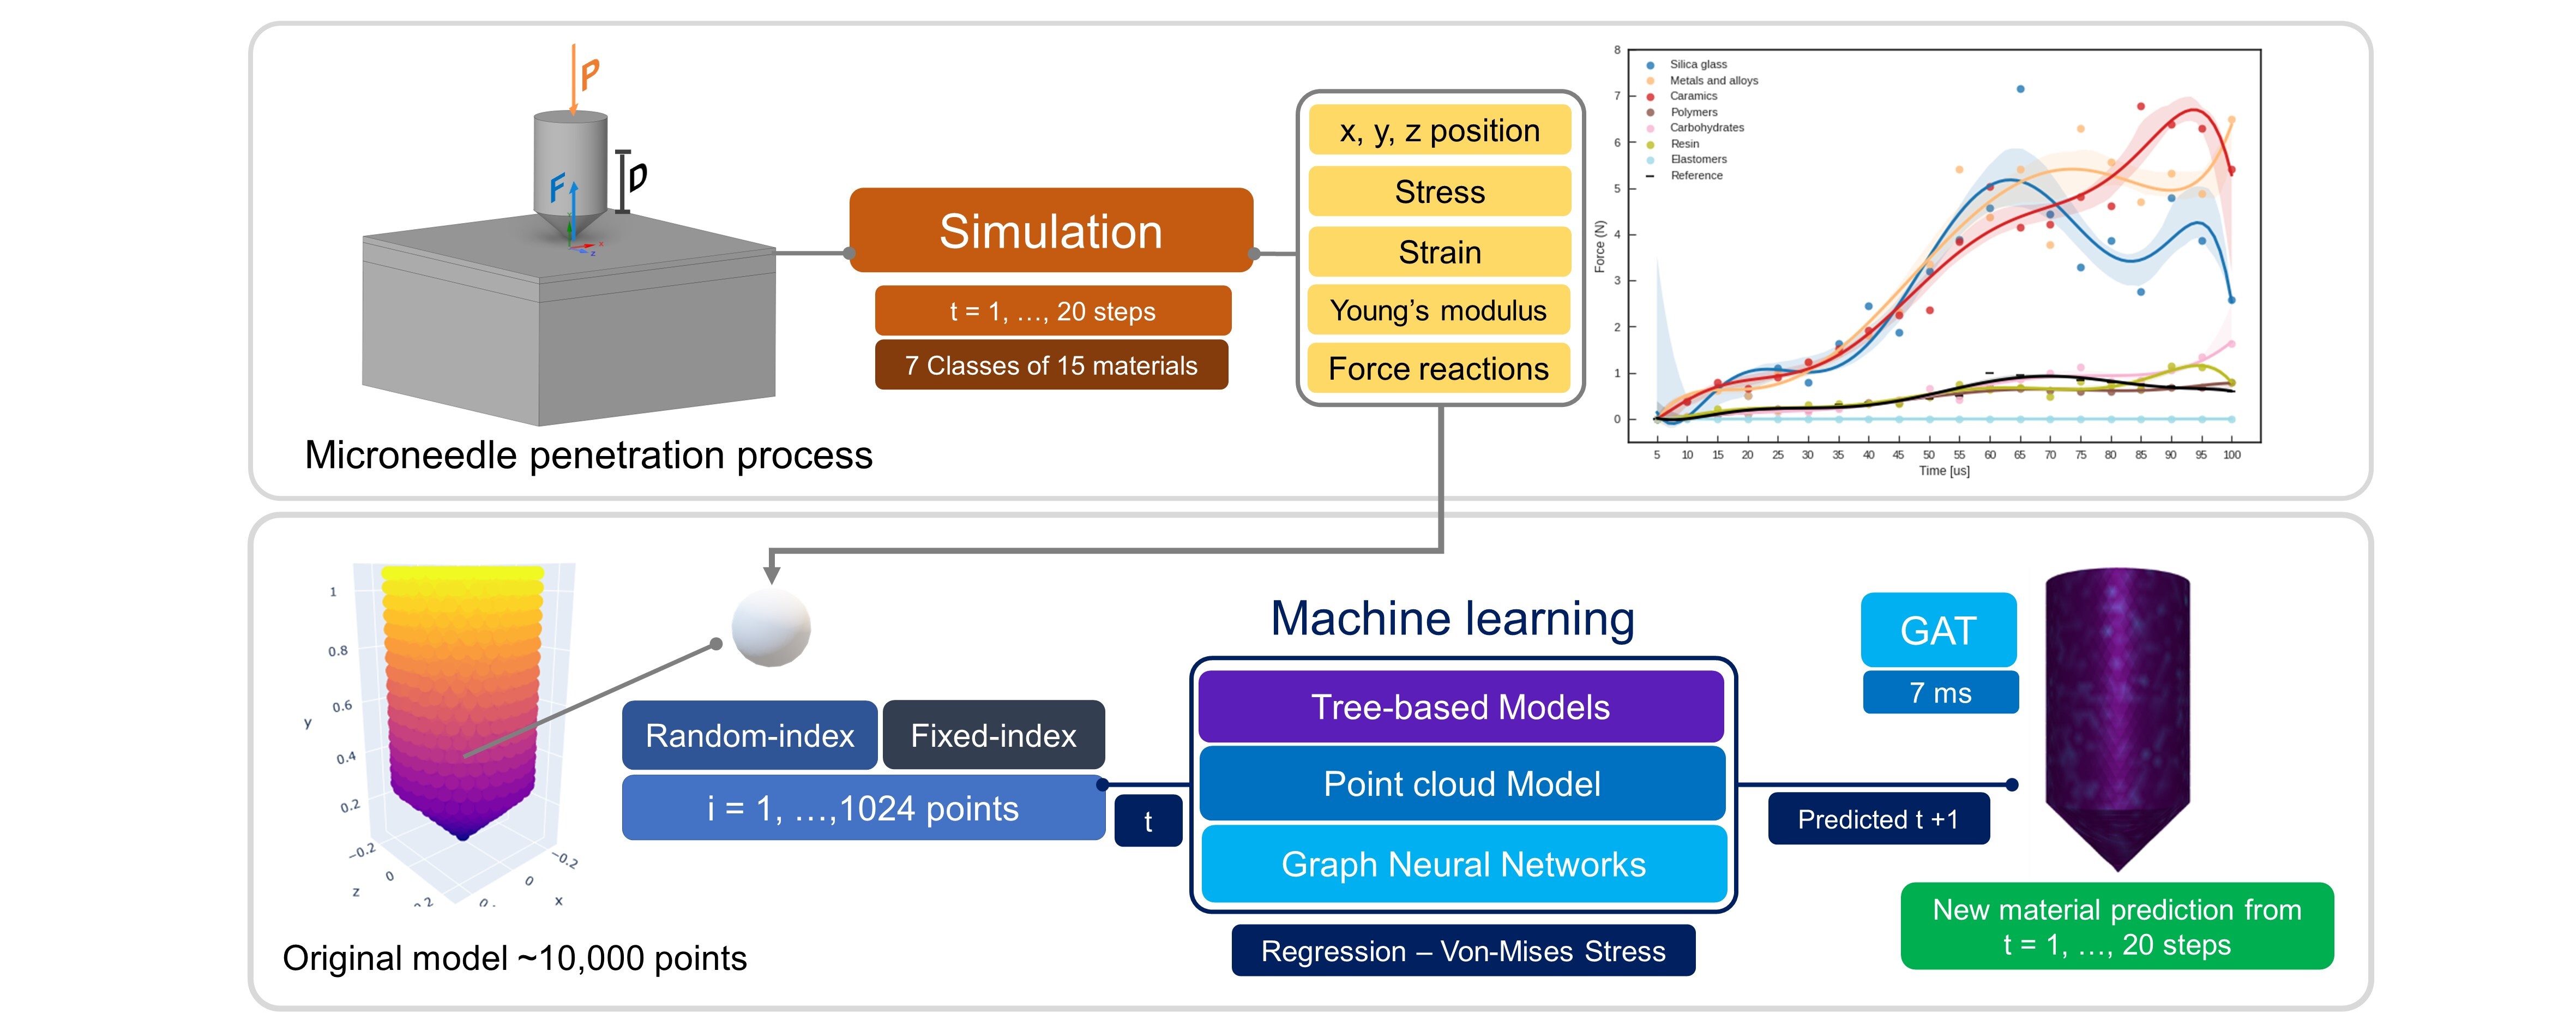 P
F
D
Microneedle penetration process
Simulation
t = 1, …, 20 steps
7 Classes of 15 materials
x, y, z position
Stress
Strain
Young’s modulus
Force reactions
8
7
6
5
4
3
2
1
0
Force (N)
Silica glass
Metals and alloys
Caramics
Polymers
Carbohydrates
Resin
Elastomers
Reference
5 10 15 20 25 30 35 40 45 50 55 60 65 70 75 80 85 90 95 100
Time [us]
1
0.8
0.6
y
0.4
0.2
−0.2
0
z
−0.2
0
x
Original model ~10,000 points
Random-index
Fixed-index
i = 1, …,1024 points
t
Machine learning
Tree-based Models
Point cloud Model
Graph Neural Networks
Regression – Von-Mises Stress
Predicted t +1
GAT
7 ms
New material prediction from
t = 1, …, 20 steps